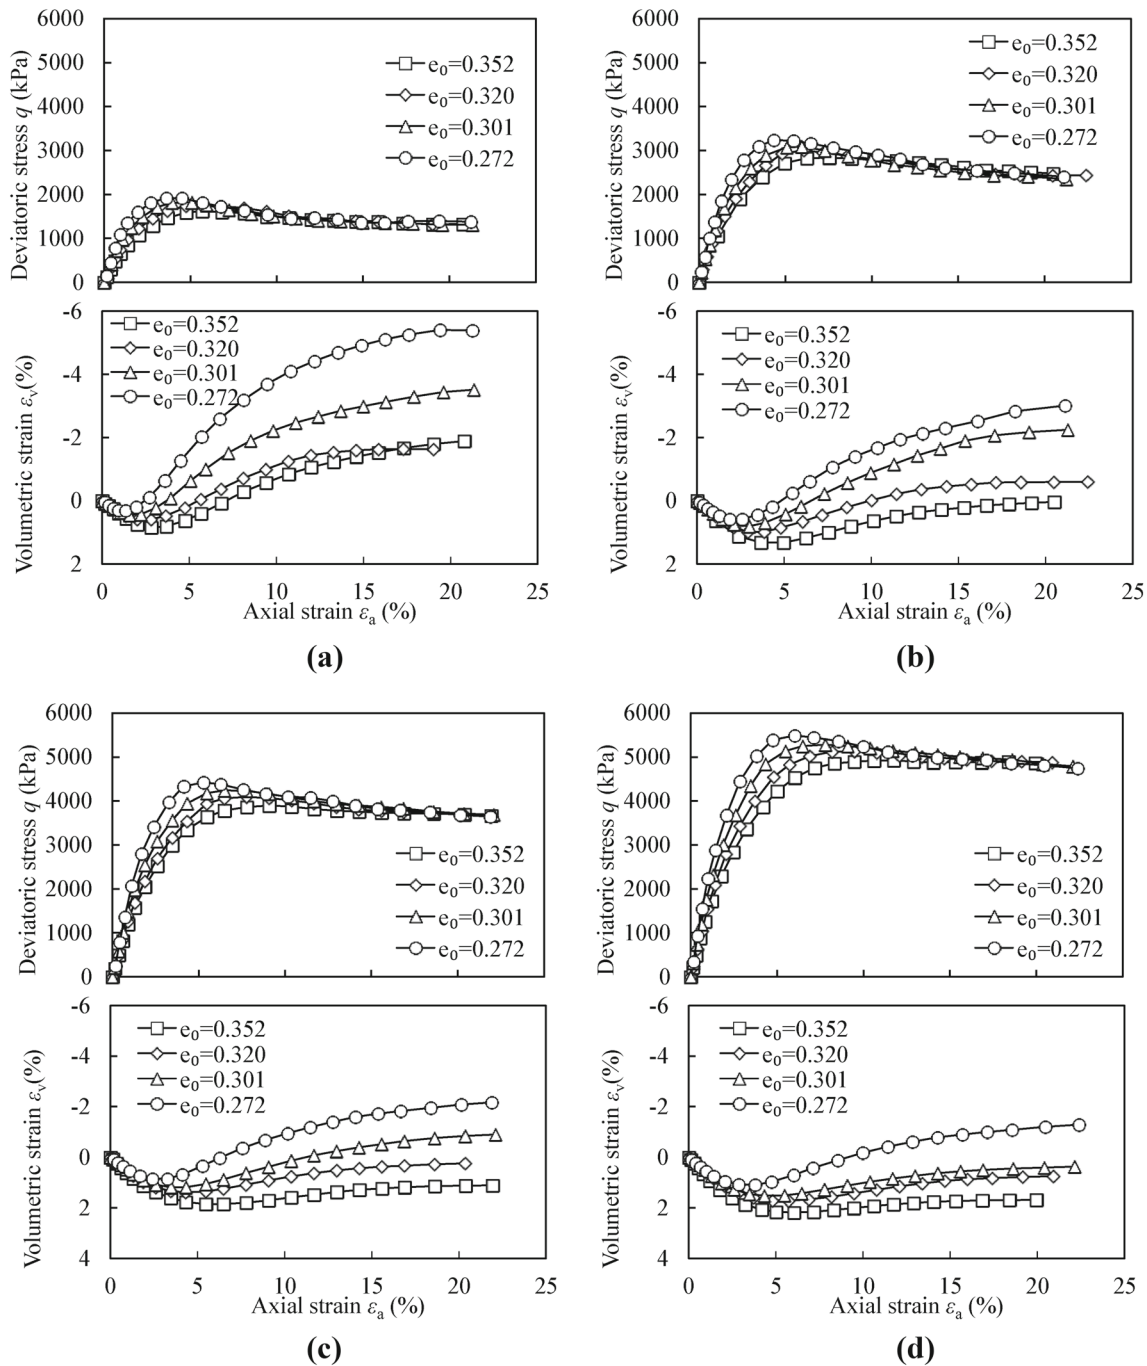 6000
5000
4000
3000
2000
1000
0
Deviatoric stress q (kPa)
e₀=0.352
e₀=0.320
e₀=0.301
e₀=0.272
-6
-4
-2
0
2
Volumetric strain εᵥ(%)
e₀=0.352
e₀=0.320
e₀=0.301
e₀=0.272
0 5 10 15 20 25
Axial strain εₐ (%)
(a)
6000
5000
4000
3000
2000
1000
0
Deviatoric stress q (kPa)
e₀=0.352
e₀=0.320
e₀=0.301
e₀=0.272
-6
-4
-2
0
2
Volumetric strain εᵥ(%)
e₀=0.352
e₀=0.320
e₀=0.301
e₀=0.272
0 5 10 15 20 25
Axial strain εₐ (%)
(b)
6000
5000
4000
3000
2000
1000
0
Deviatoric stress q (kPa)
e₀=0.352
e₀=0.320
e₀=0.301
e₀=0.272
-6
-4
-2
0
2
4
Volumetric strain εᵥ(%)
e₀=0.352
e₀=0.320
e₀=0.301
e₀=0.272
0 5 10 15 20 25
Axial strain εₐ (%)
(c)
6000
5000
4000
3000
2000
1000
0
Deviatoric stress q (kPa)
e₀=0.352
e₀=0.320
e₀=0.301
e₀=0.272
-6
-4
-2
0
2
4
Volumetric strain εᵥ(%)
e₀=0.352
e₀=0.320
e₀=0.301
e₀=0.272
0 5 10 15 20 25
Axial strain εₐ (%)
(d)